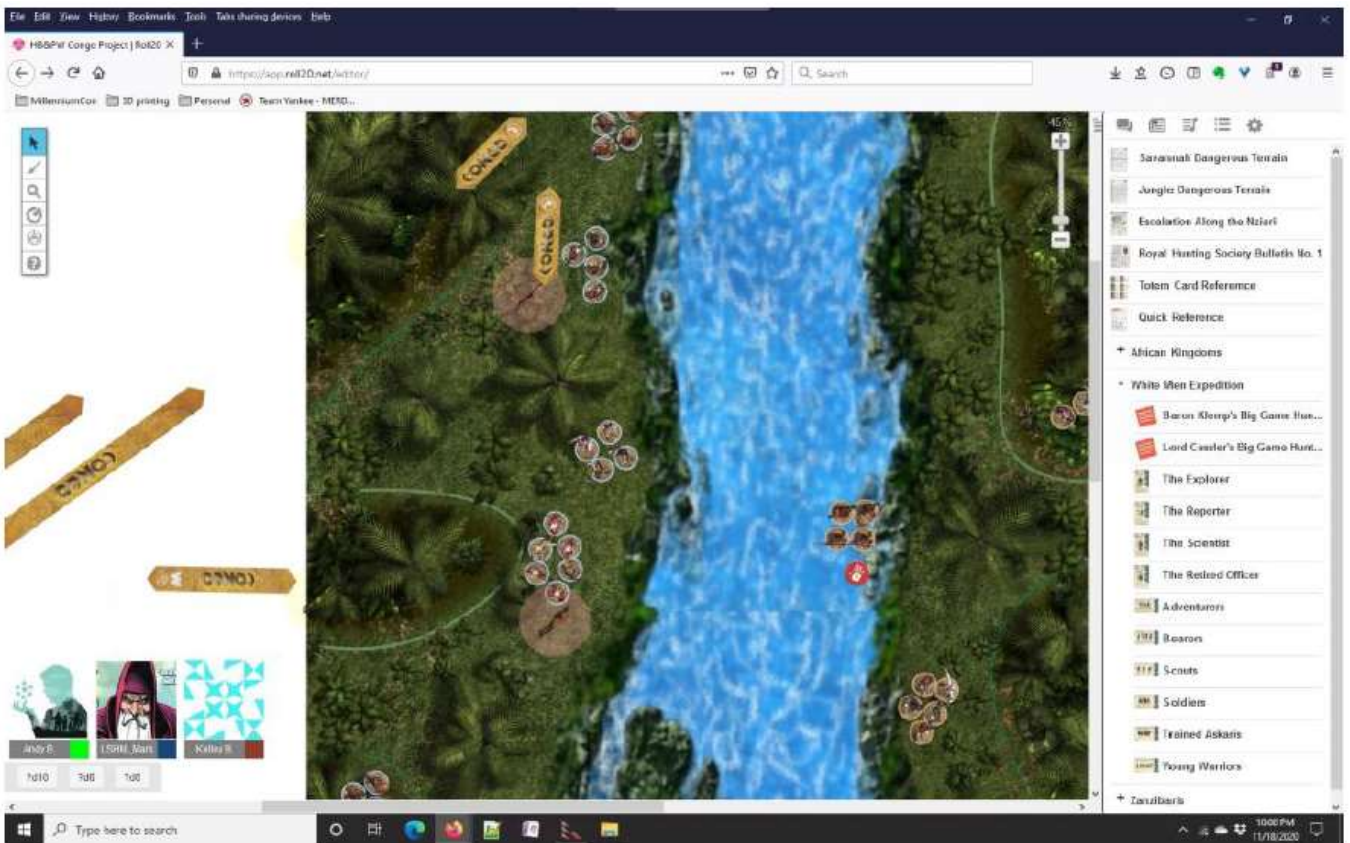 File Edit View History Bookmarks Tools Tabs sharing devices Help
HB&PW Congo Project | Roll20
https://app.roll20.net/editor/
Search
MillenniumCon 3D printing Personal Team Yankee - MERD...
45%
CONGO
CONGO
CONGO
CONGO
Savannah Dangerous Terrain
Jungle Dangerous Terrain
Escalation Along the Nziari
Royal Hunting Society Bulletin No. 1
Totem Card Reference
Quick Reference
African Kingdoms
White Men Expedition
Baron Klemp's Big Game Hun...
Big Game Hunt...
The Explorer
The Reporter
The Scientist
The Retired Officer
Adventurers
Bearers
Scouts
Soldiers
Trained Askaris
Young Warriors
Zanzibaris
Andy B.
LSHM_Mark
Kelley B.
?d10 ?d6 ?d8
Type here to search
10:00 PM
11/18/2020